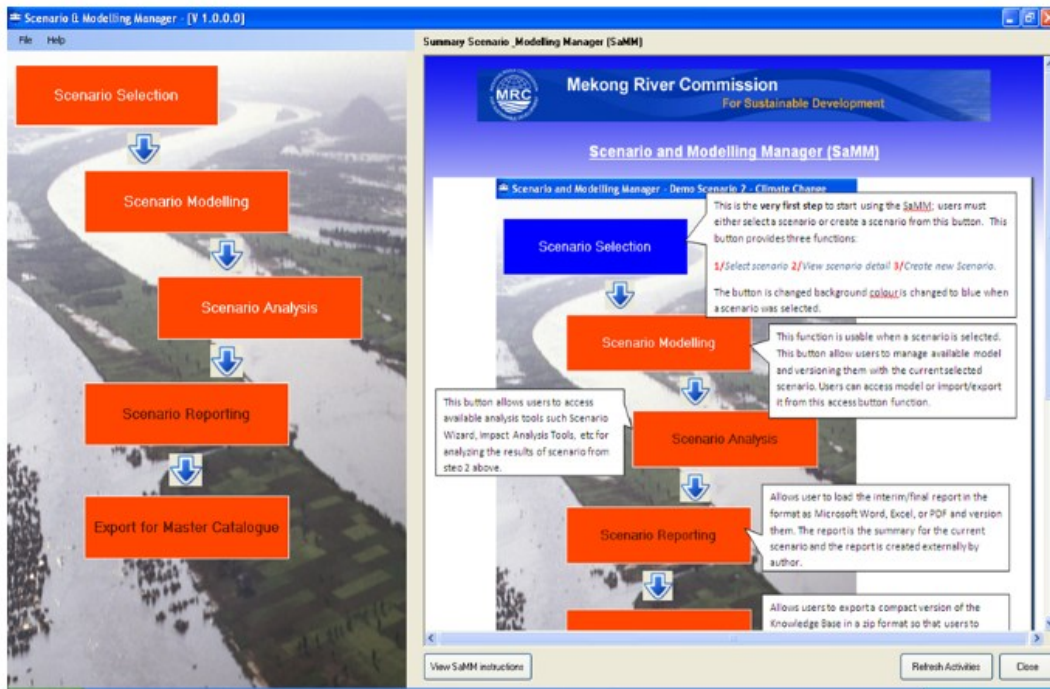 Scenario & Modelling Manager - [V 1.0.0.0]
File Help
Scenario Selection
Scenario Modelling
Scenario Analysis
Scenario Reporting
Export for Master Catalogue
Summary Scenario _Modelling Manager (SaMM)
MRC
Mekong River Commission
For Sustainable Development
Scenario and Modelling Manager (SaMM)
Scenario and Modelling Manager - Demo Scenario 2 - Climate Change
Scenario Selection
This is the very first step to start using the SaMM; users must
either select a scenario or create a scenario from this button. This
button provides three functions:
1/Select scenario 2/View scenario detail 3/Create new Scenario.
The button is changed background colour is changed to blue when
a scenario was selected.
Scenario Modelling
This function is usable when a scenario is selected.
This button allow users to manage available model
and versioning them with the current selected
scenario. Users can access model or import/export
it from this access button function.
This button allows users to access
available analysis tools such Scenario
Wizard, Impact Analysis Tools, etc for
analyzing the results of scenario from
step 2 above.
Scenario Analysis
Scenario Reporting
Allows user to load the interim/final report in the
format as Microsoft Word, Excel, or PDF and version
them. The report is the summary for the current
scenario and the report is created externally by
author.
Allows users to export a compact version of the
Knowledge Base in a zip format so that users to
View SaMM instructions
Refresh Activities
Close